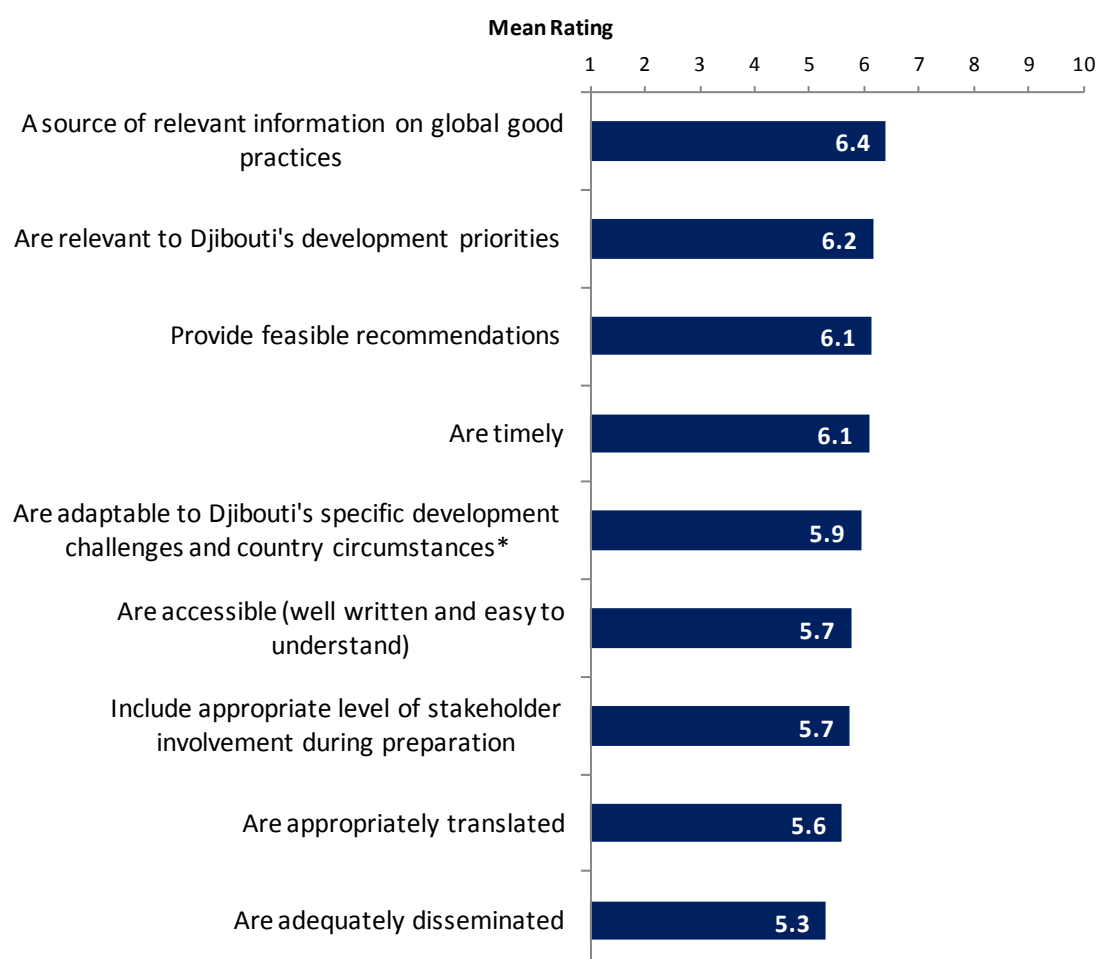 Mean Rating
1 2 3 4 5 6 7 8 9 10
A source of relevant information on global good
practices
6.4
Are relevant to Djibouti's development priorities
6.2
Provide feasible recommendations
6.1
Are timely
6.1
Are adaptable to Djibouti's specific development
challenges and country circumstances*
5.9
Are accessible (well written and easy to
understand)
5.7
Include appropriate level of stakeholder
involvement during preparation
5.7
Are appropriately translated
5.6
Are adequately disseminated
5.3